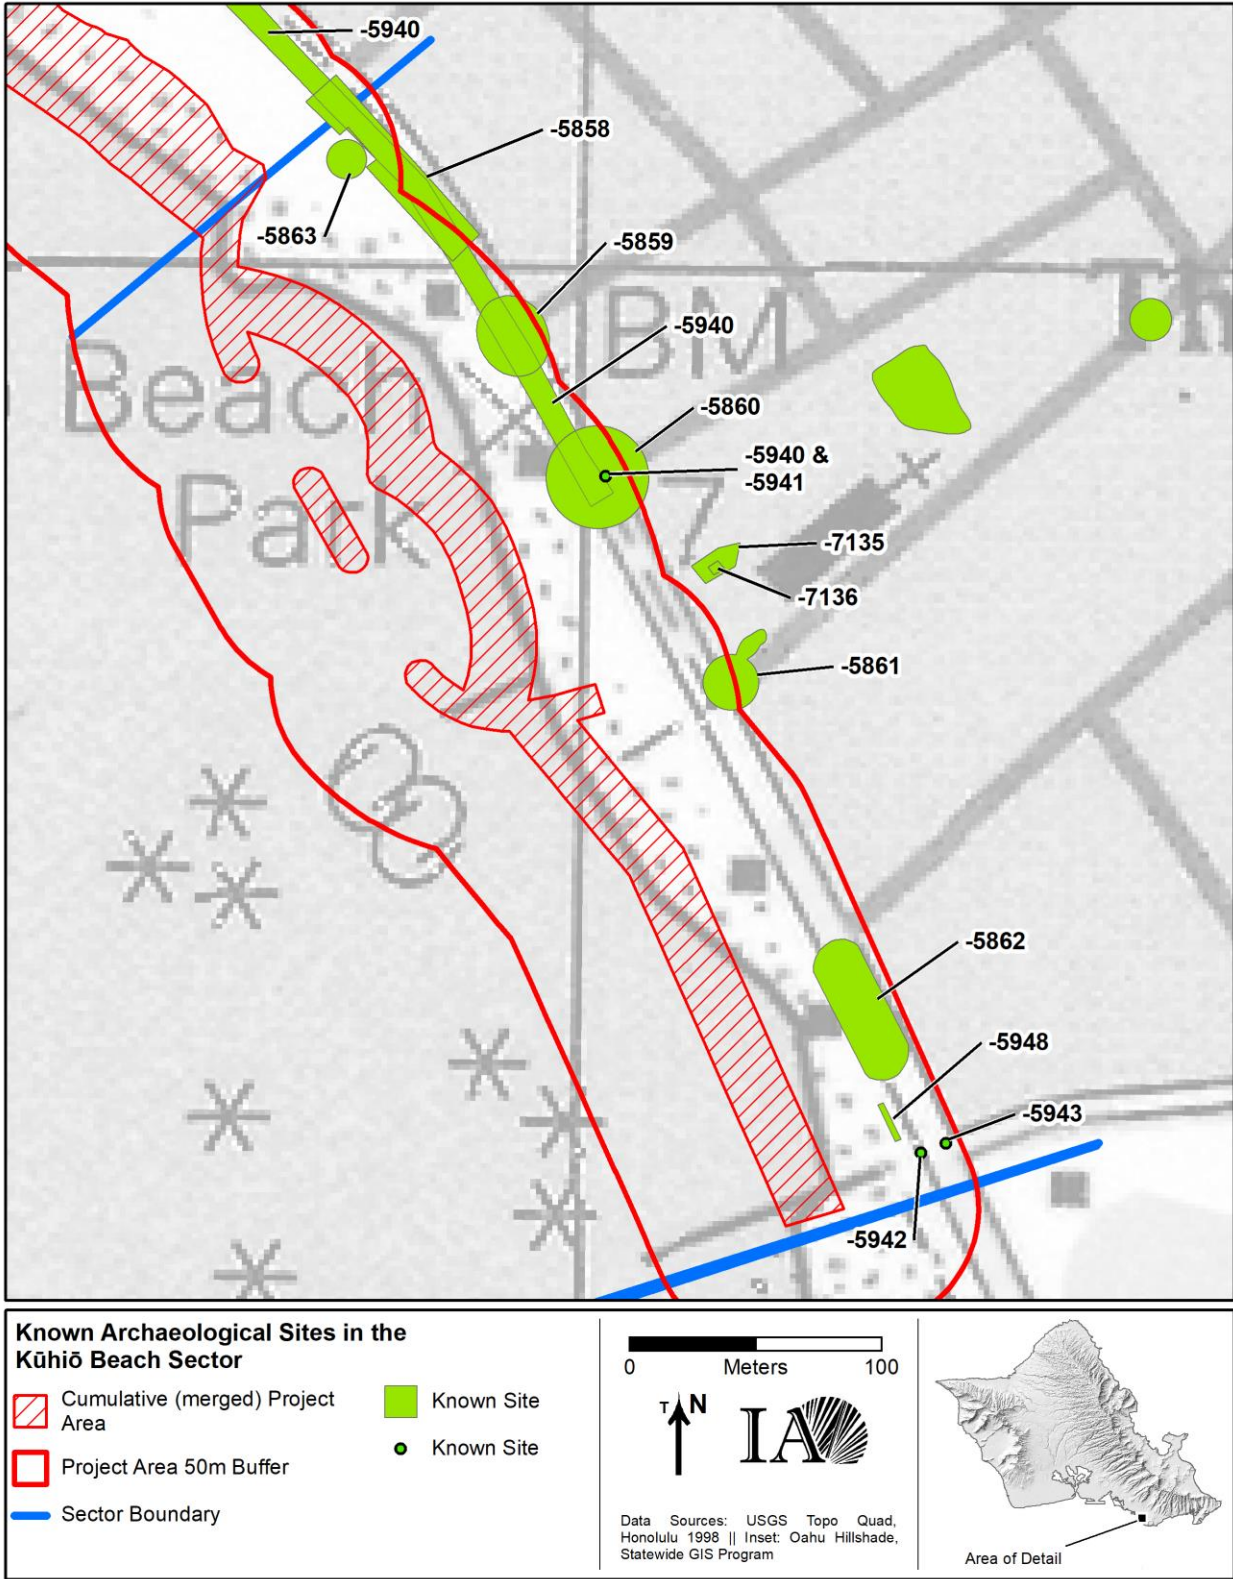 -5940
-5858
-5863
-5859
BM
-5940
Beach
-5860
-5940 &
-5941
Park
7
-7135
-7136
-5861
-5862
-5948
-5943
-5942
Known Archaeological Sites in the
Kūhiō Beach Sector
Cumulative (merged) Project
Area
Project Area 50m Buffer
Sector Boundary
Known Site
Known Site
0 Meters 100
T N
IA
Data Sources: USGS Topo Quad,
Honolulu 1998 || Inset: Oahu Hillshade,
Statewide GIS Program
Area of Detail